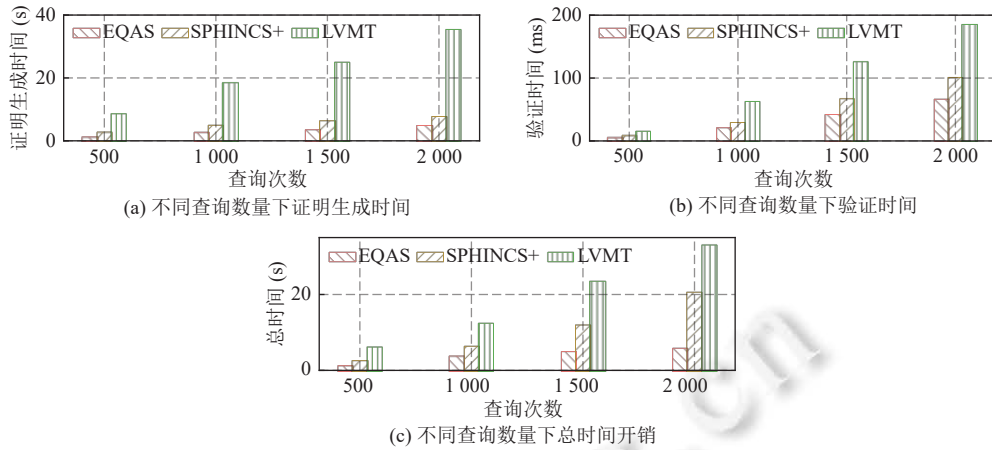 证明生成时间 (s)
40
20
0
EQAS SPHINCS+ LVMT
500 1 000 1 500 2 000
查询次数
(a) 不同查询数量下证明生成时间
验证时间 (ms)
200
100
0
EQAS SPHINCS+ LVMT
500 1 000 1 500 2 000
查询次数
(b) 不同查询数量下验证时间
总时间 (s)
20
0
EQAS SPHINCS+ LVMT
500 1 000 1 500 2 000
查询次数
(c) 不同查询数量下总时间开销
.cn